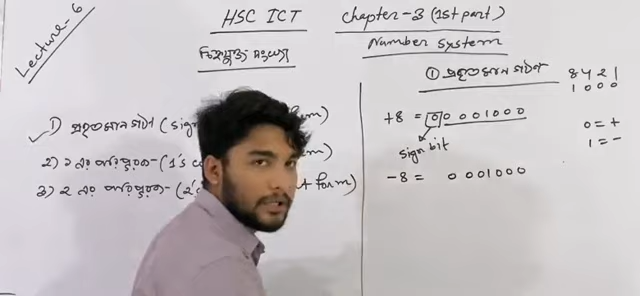 Lecture-6
HSC ICT Chapter-3 (1st part)
Number system
চিহ্নযুক্ত সংখ্যা
১) প্রকৃতমান গঠন (sign
২) ১ এর পরিপূরক- (1's c
৩) ২ এর পরিপূরক- (2's t form)
① প্রকৃতমান গঠন
8 4 2 1
1 0 0 0
+8 = 0 0 0 0 1 0 0 0
sign bit
0 = +
1 = -
-8 = 0 0 0 1 0 0 0